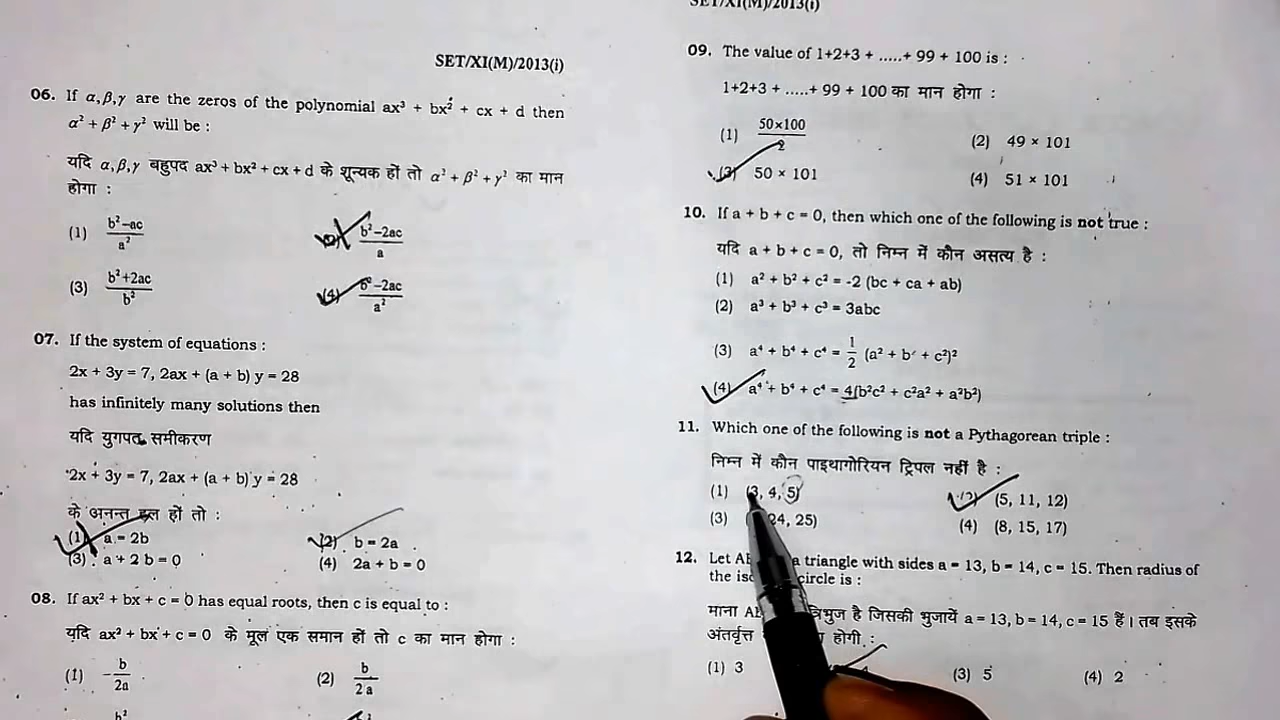 SET/XI(M)/2013(i)
06. If α,β,γ are the zeros of the polynomial ax³ + bx² + cx + d then
α² + β² + γ² will be :
यदि α,β,γ बहुपद ax³ + bx² + cx + d के शून्यक हों तो α² + β² + γ² का मान
होगा :
(1) b²–ac / a²
b²–2ac / a
(3) b²+2ac / b²
(4) b²–2ac / a²
07. If the system of equations :
2x + 3y = 7, 2ax + (a + b) y = 28
has infinitely many solutions then
यदि युगपत समीकरण
2x + 3y = 7, 2ax + (a + b) y = 28
के अनन्त हल हों तो :
(1) a = 2b
(2) b = 2a
(3) a + 2 b = 0
(4) 2a + b = 0
08. If ax² + bx + c = 0 has equal roots, then c is equal to :
यदि ax² + bx + c = 0 के मूल एक समान हों तो c का मान होगा :
(1) –b / 2a
(2) b / 2a
b²
SET/XI(M)/2013(i)
09. The value of 1+2+3 + .....+ 99 + 100 is :
1+2+3 + .....+ 99 + 100 का मान होगा :
(1) 50×100 / 2
(2) 49 × 101
(3) 50 × 101
(4) 51 × 101
10. If a + b + c = 0, then which one of the following is not true :
यदि a + b + c = 0, तो निम्न में कौन असत्य है :
(1) a² + b² + c² = -2 (bc + ca + ab)
(2) a³ + b³ + c³ = 3abc
(3) a⁴ + b⁴ + c⁴ = 1/2 (a² + b² + c²)²
(4) a⁴ + b⁴ + c⁴ = 4(b²c² + c²a² + a²b²)
11. Which one of the following is not a Pythagorean triple :
निम्न में कौन पाइथागोरियन ट्रिपल नहीं है :
(1) (3, 4, 5)
(2) (5, 11, 12)
(3) 24, 25)
(4) (8, 15, 17)
12. Let a triangle with sides a = 13, b = 14, c = 15. Then radius of
the circle is :
माना त्रिभुज है जिसकी भुजायें a = 13, b = 14, c = 15 हैं। तब इसके
अंतर्वृत्त होगी :
(1) 3
(3) 5
(4) 2